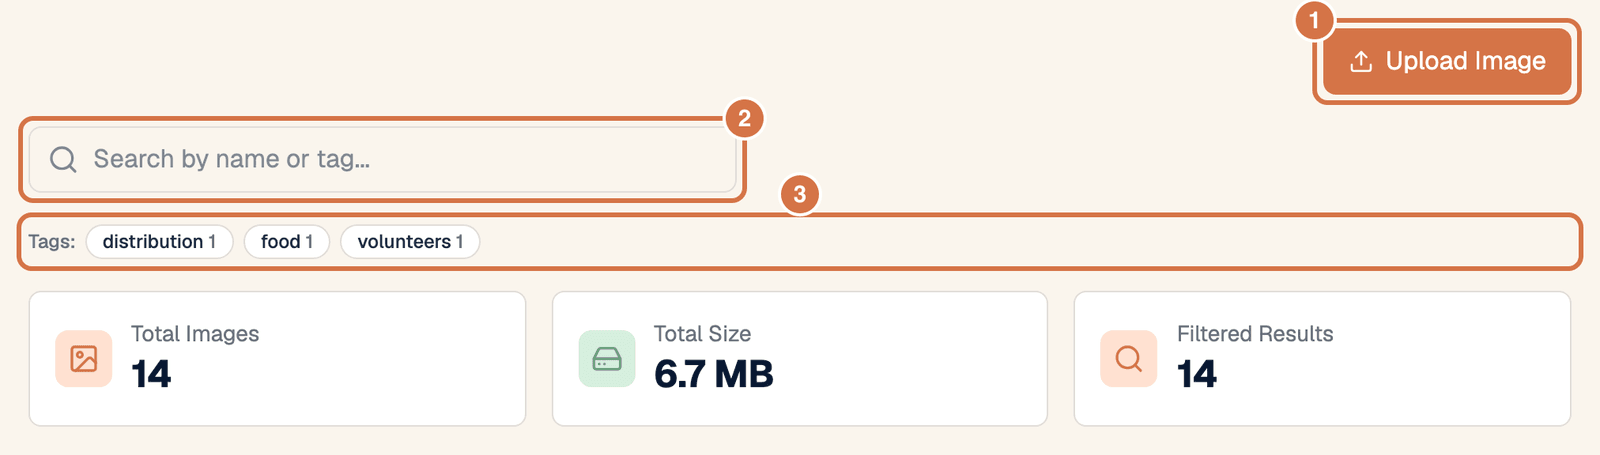 1
Upload Image
2
Search by name or tag...
3
Tags: distribution 1 food 1 volunteers 1
Total Images
14
Total Size
6.7 MB
Filtered Results
14